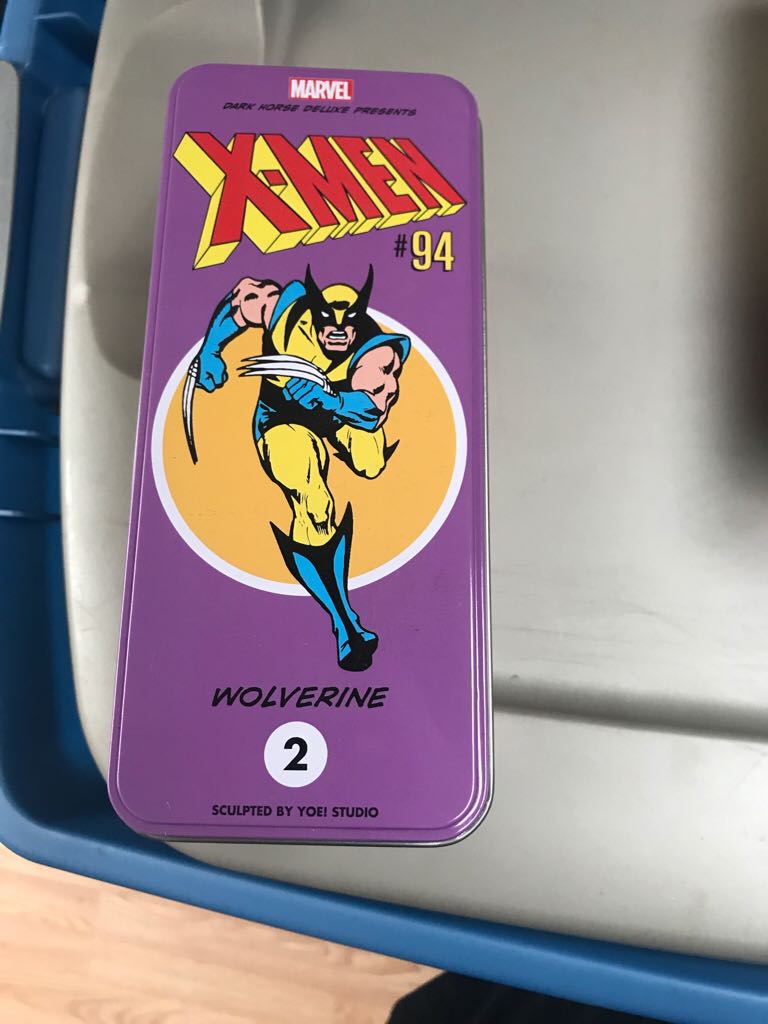 MARVEL
DARK HORSE DELUXE PRESENTS
X-MEN
#94
WOLVERINE
2
SCULPTED BY YOE! STUDIO